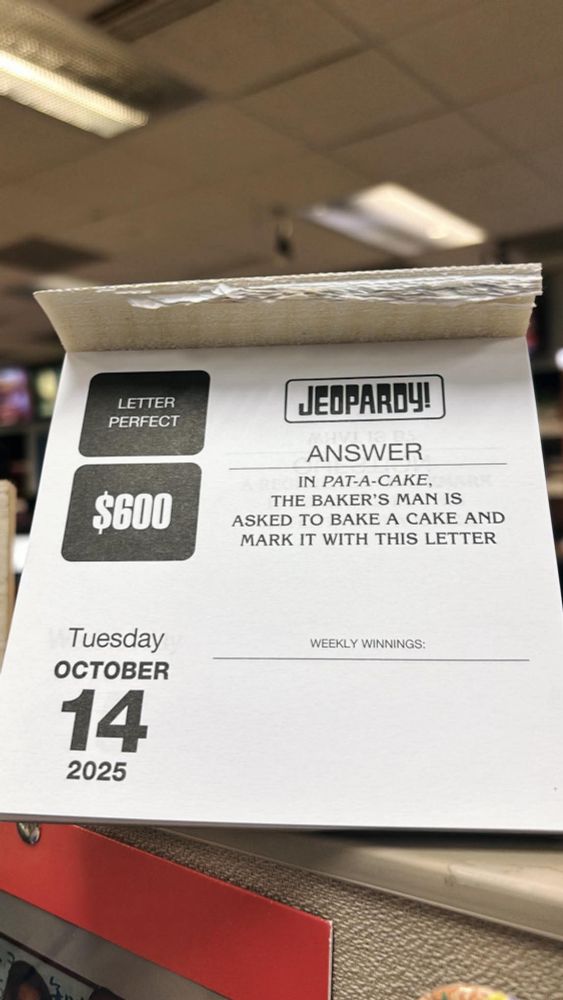 LETTER
PERFECT
$600
JEOPARDY!
ANSWER
IN PAT-A-CAKE,
THE BAKER'S MAN IS
ASKED TO BAKE A CAKE AND
MARK IT WITH THIS LETTER
Tuesday
OCTOBER
14
2025
WEEKLY WINNINGS: